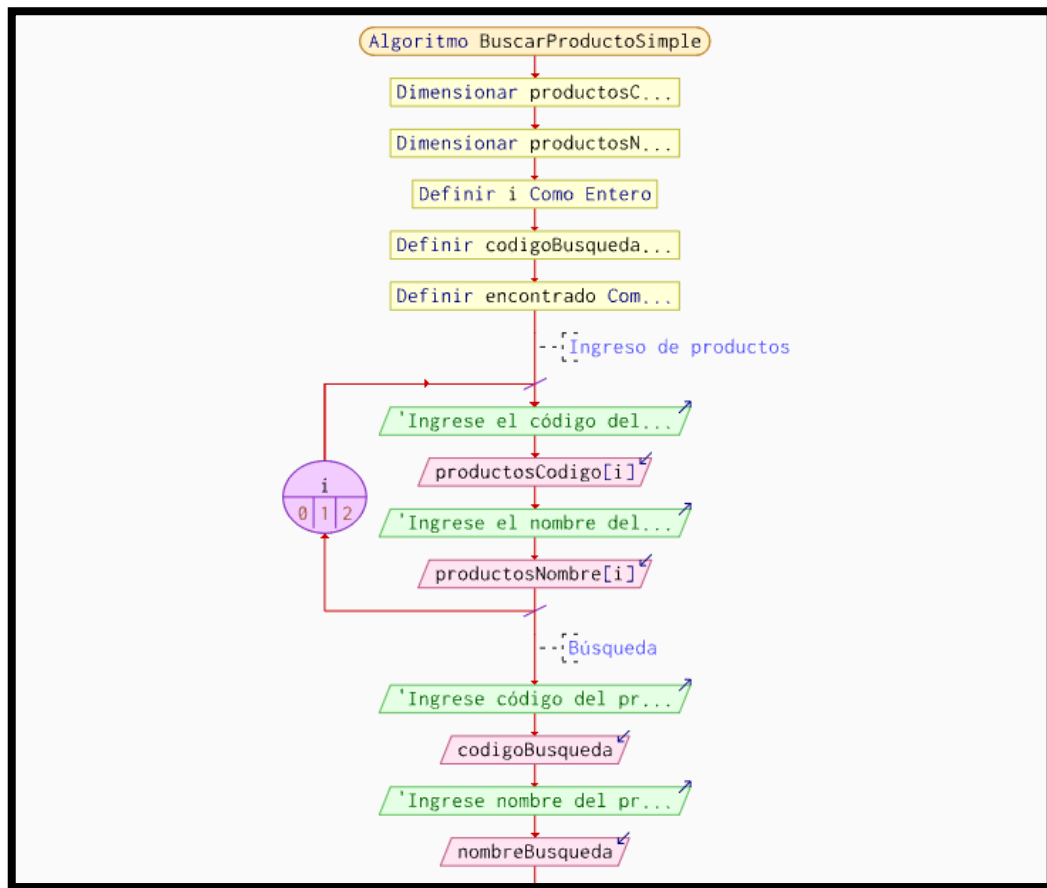 Algoritmo BuscarProductoSimple
Dimensionar productosC...
Dimensionar productosN...
Definir i Como Entero
Definir codigoBusqueda...
Definir encontrado Com...
Ingreso de productos
'Ingrese el código del...
productosCodigo[i]
i
0 1 2
'Ingrese el nombre del...
productosNombre[i]
Búsqueda
'Ingrese código del pr...
codigoBusqueda
'Ingrese nombre del pr...
nombreBusqueda